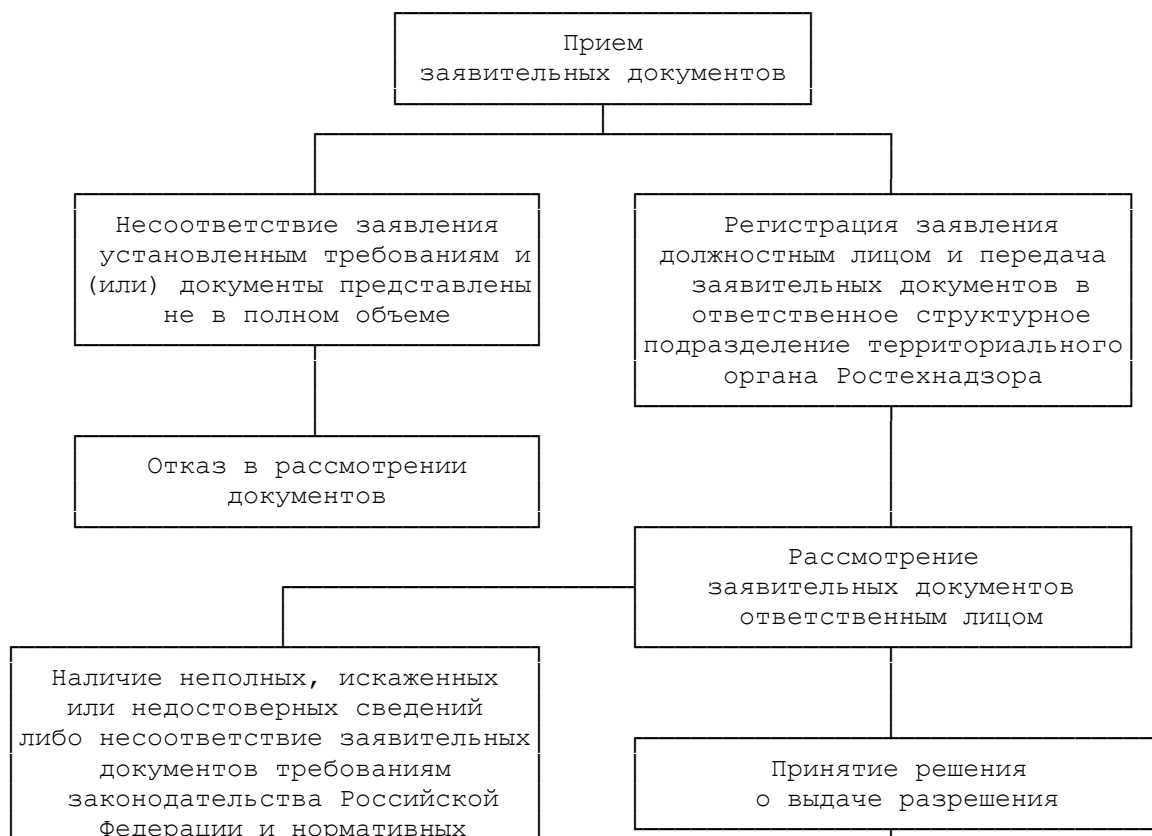 Прием
заявительных документов
Несоответствие заявления
установленным требованиям и
(или) документы представлены
не в полном объеме
Регистрация заявления
должностным лицом и передача
заявительных документов в
ответственное структурное
подразделение территориального
органа Ростехнадзора
Отказ в рассмотрении
документов
Рассмотрение
заявительных документов
ответственным лицом
Наличие неполных, искаженных
или недостоверных сведений
либо несоответствие заявительных
документов требованиям
законодательства Российской
Федерации и нормативных
Принятие решения
о выдаче разрешения